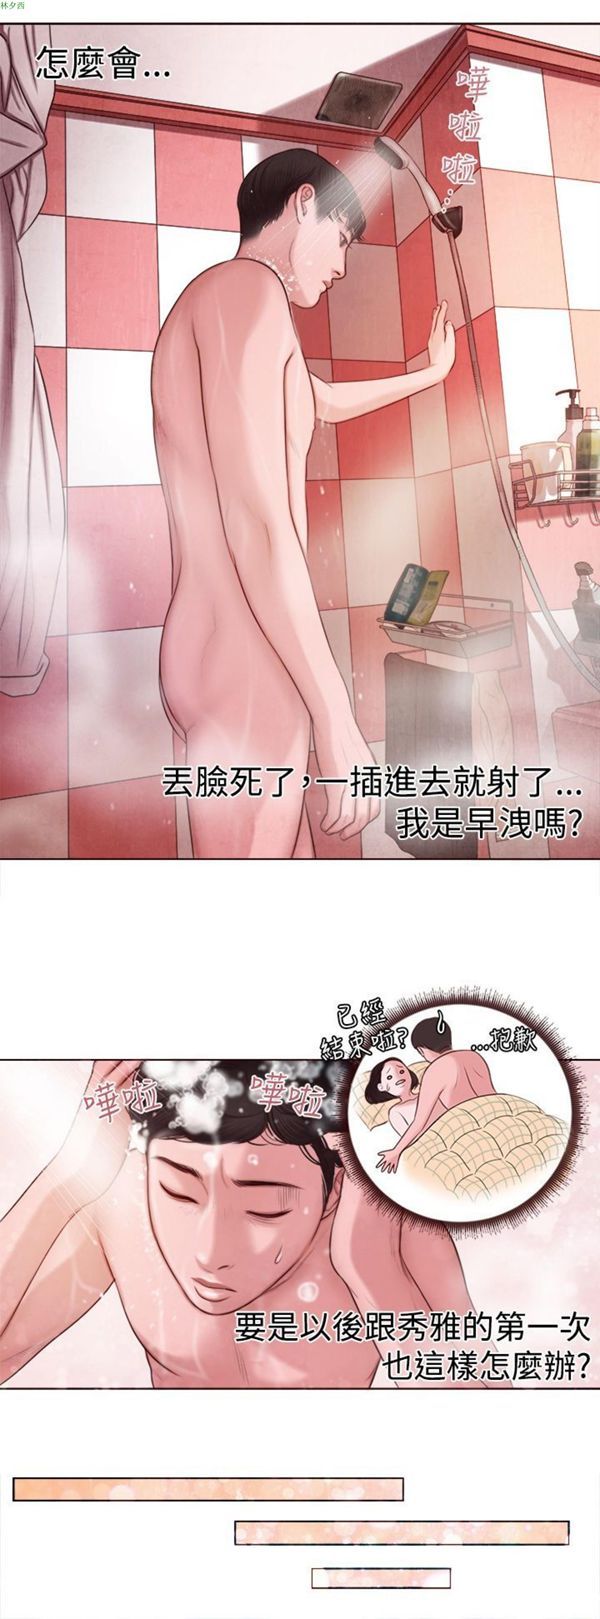 林夕西
怎麼會...
嘩
啦
啦
...
丟臉死了，一插進去就射了...
我是早洩嗎?
已經
結束啦?
...抱歉
嘩啦
嘩啦
要是以後跟秀雅的第一次
也這樣怎麼辦?